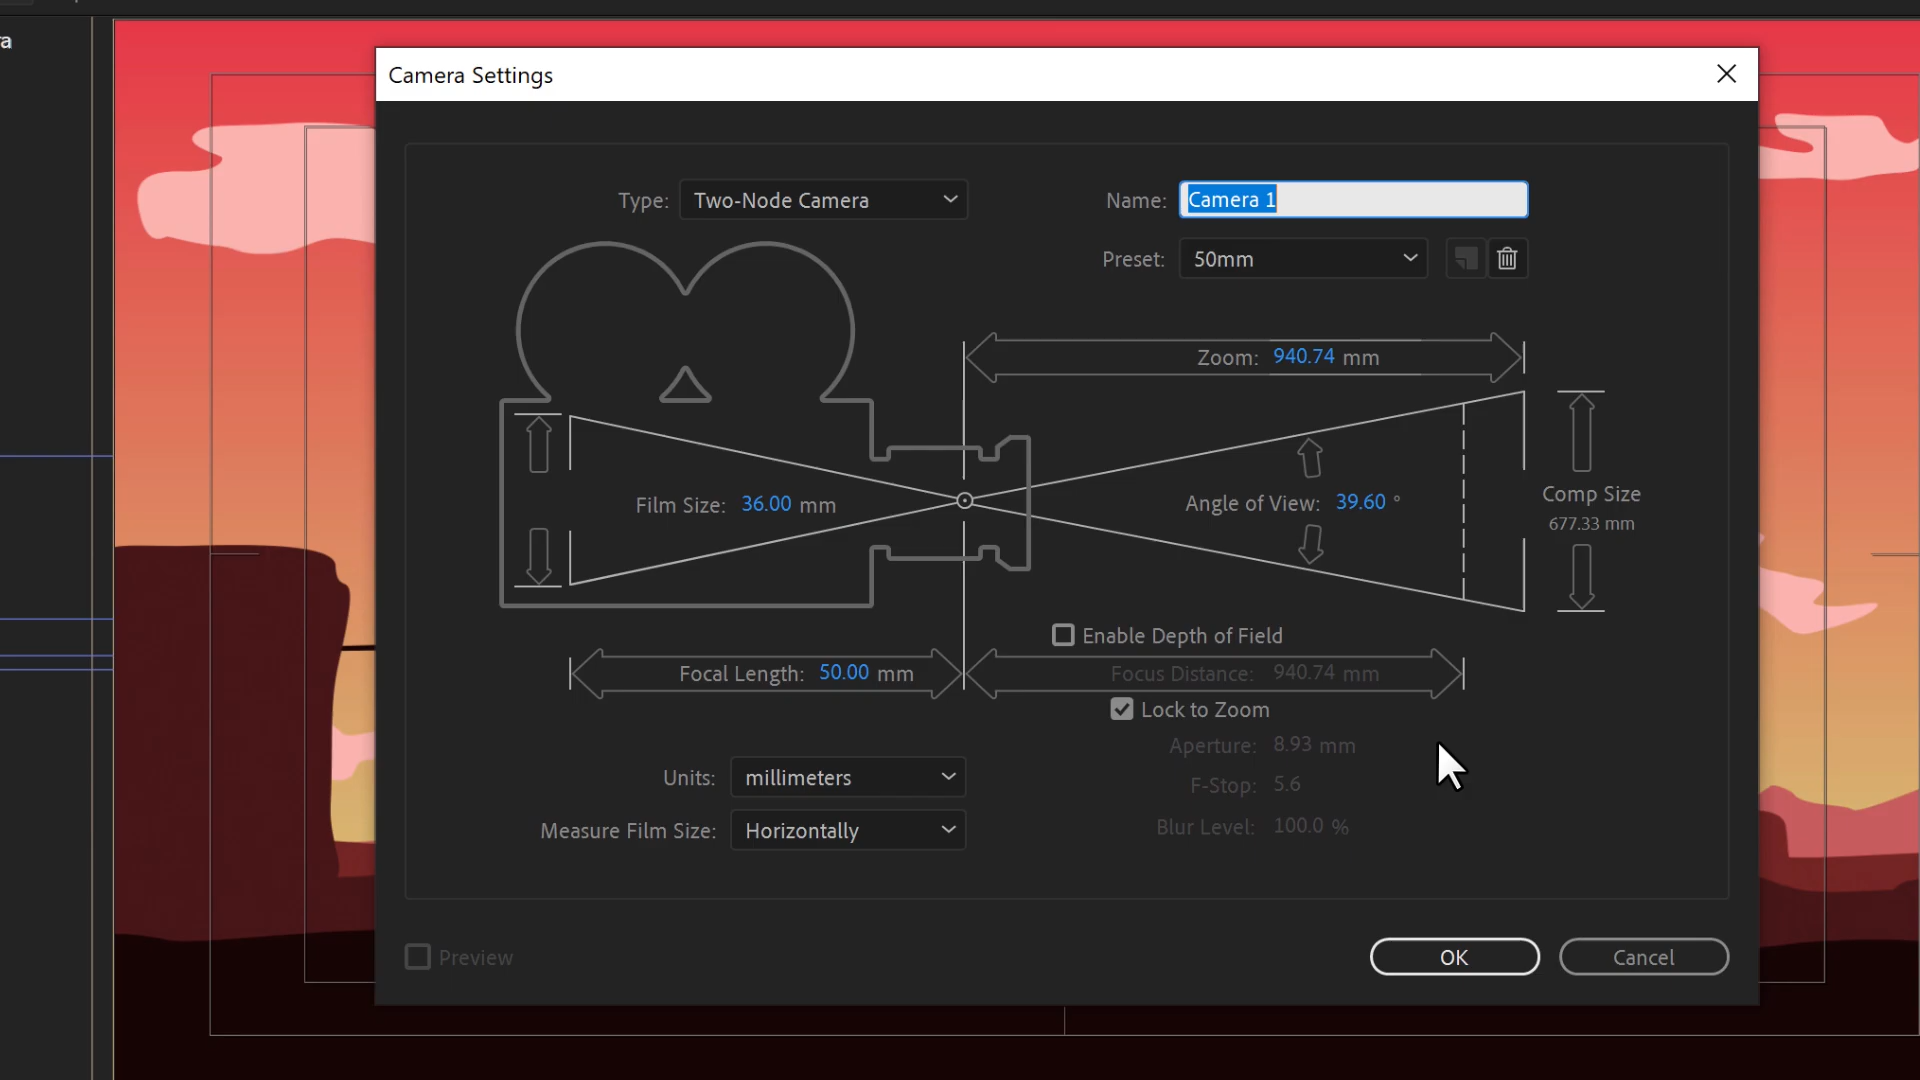 ra
Camera Settings
Type: Two-Node Camera
Name: Camera 1
Preset: 50mm
Zoom: 940.74 mm
Film Size: 36.00 mm
Angle of View: 39.60 °
Comp Size
677.33 mm
Enable Depth of Field
Focal Length: 50.00 mm
Focus Distance: 940.74 mm
Lock to Zoom
Aperture: 8.93 mm
Units: millimeters
F-Stop: 5.6
Measure Film Size: Horizontally
Blur Level: 100.0 %
Preview
OK
Cancel